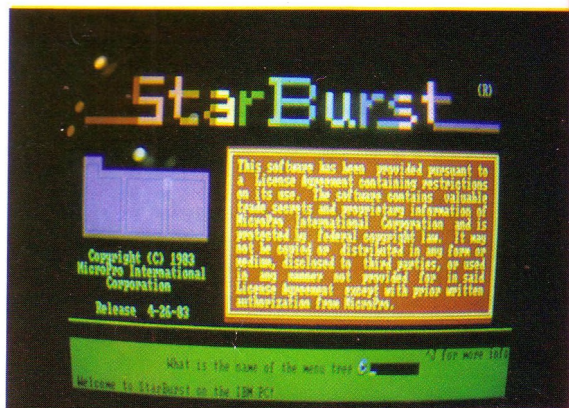 StarBurst (R)
This software has been provided pursuant to
a License Agreement containing restrictions
on its use. The software contains valuable
trade secrets and proprietary information of
MicroPro International Corporation and is
protected by federal copyright law. It may
not be copied or distributed in any form or
medium, disclosed to third parties, or used
in any manner not provided for in said
License Agreement except with prior written
authorization from MicroPro.
Copyright (C) 1983
MicroPro International
Corporation
Release 4-26-83
^J for more info
What is the name of the menu tree
Welcome to StarBurst on the IBM PC!